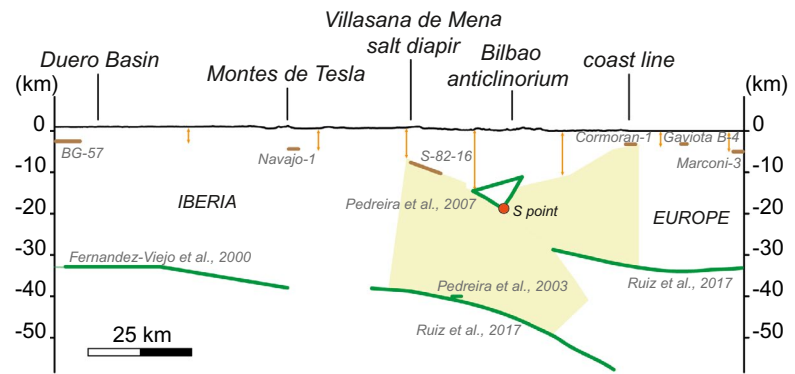 Villasana de Mena
salt diapir
Duero Basin
Montes de Tesla
Bilbao
anticlinorium
coast line
(km)
(km)
0
0
BG-57
Navajo-1
S-82-16
Cormoran-1
Gaviota B-4
Marconi-3
-10
-10
Pedreira et al., 2007
S point
IBERIA
EUROPE
-20
-20
Fernandez-Viejo et al., 2000
-30
-30
Pedreira et al., 2003
Ruiz et al., 2017
-40
-40
Ruiz et al., 2017
-50
-50
25 km